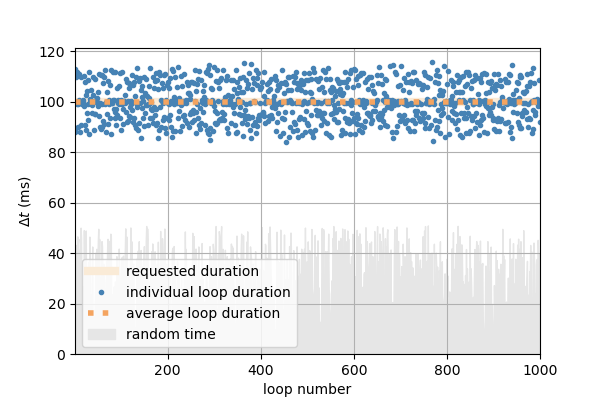 120
100
80
60
40
20
0
Δt (ms)
requested duration
individual loop duration
average loop duration
random time
200 400 600 800 1000
loop number